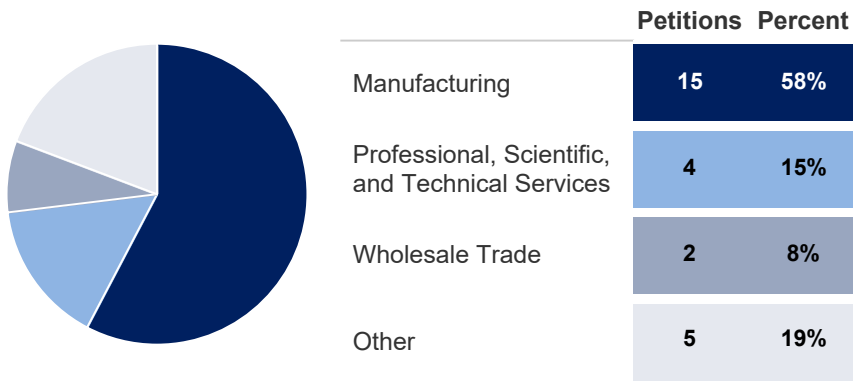 Petitions Percent
Manufacturing 15 58%
Professional, Scientific,
and Technical Services 4 15%
Wholesale Trade 2 8%
Other 5 19%